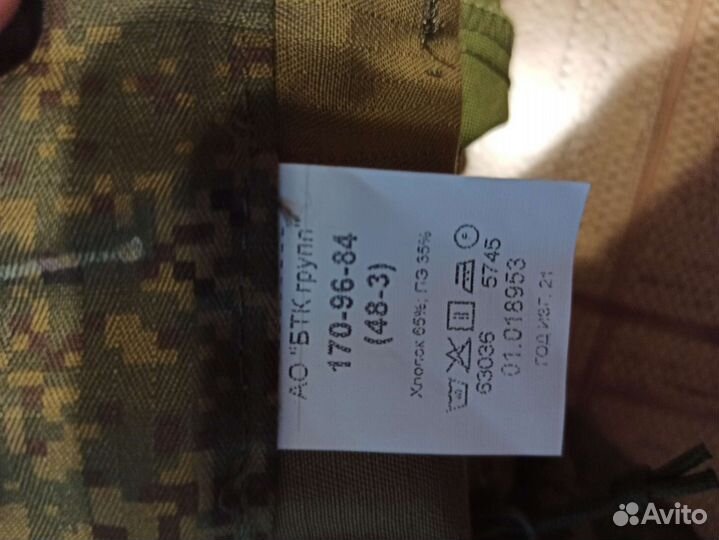 АО "БТК групп"
170-96-84
(48-3)
Хлопок 65%; ПЭ 35%
63036 5745
01.018953
ГОД ИЗГ. 21
Avito